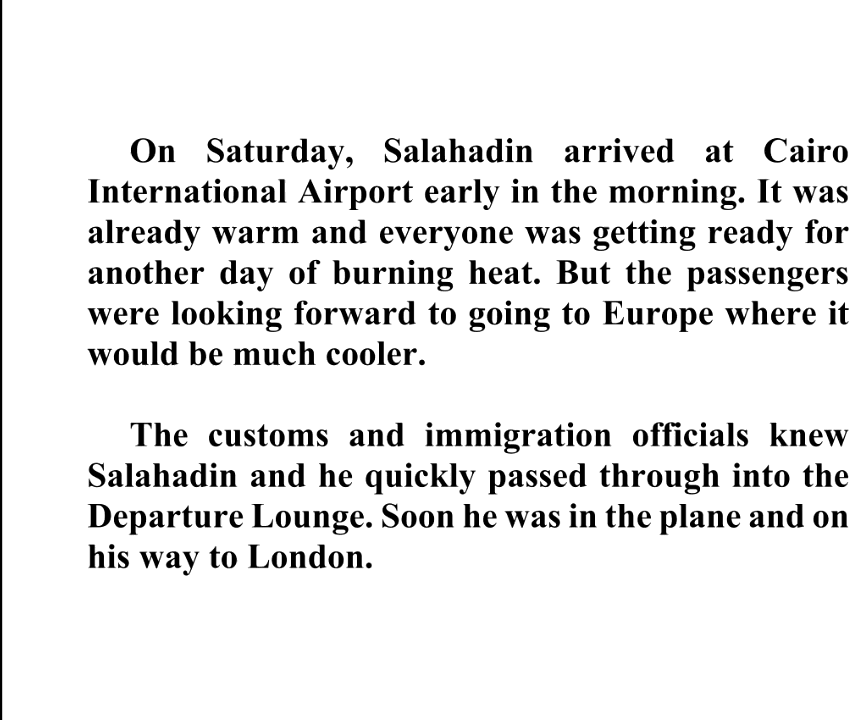 On Saturday, Salahadin arrived at Cairo
International Airport early in the morning. It was
already warm and everyone was getting ready for
another day of burning heat. But the passengers
were looking forward to going to Europe where it
would be much cooler.
The customs and immigration officials knew
Salahadin and he quickly passed through into the
Departure Lounge. Soon he was in the plane and on
his way to London.